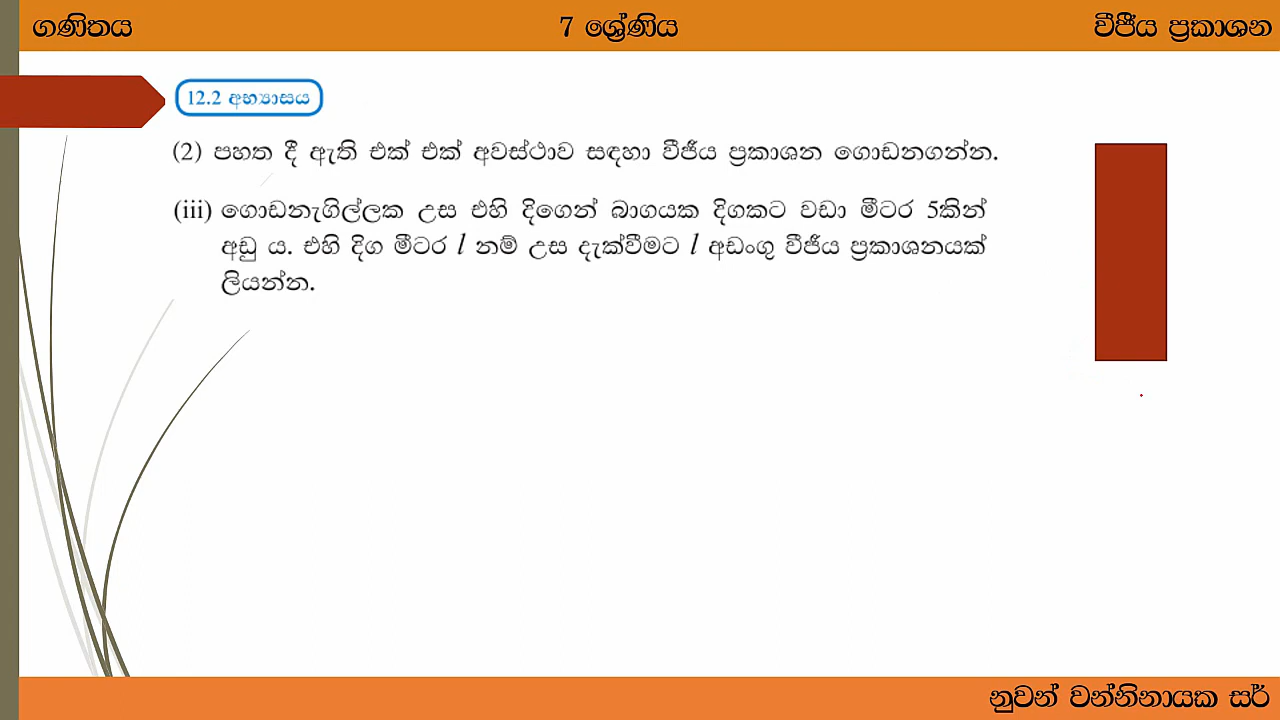 ගණිතය 7 ශ්‍රේණිය වීජීය ප්‍රකාශන
12.2 අභ්‍යාසය
(2) පහත දී ඇති එක් එක් අවස්ථාව සඳහා වීජීය ප්‍රකාශන ගොඩනගන්න.
(iii) ගොඩනැගිල්ලක උස එහි දිගෙන් බාගයක දිගකට වඩා මීටර 5කින්
අඩු ය. එහි දිග මීටර l නම් උස දැක්වීමට l අඩංගු වීජීය ප්‍රකාශනයක්
ලියන්න.
නුවන් වන්නිනායක සර්